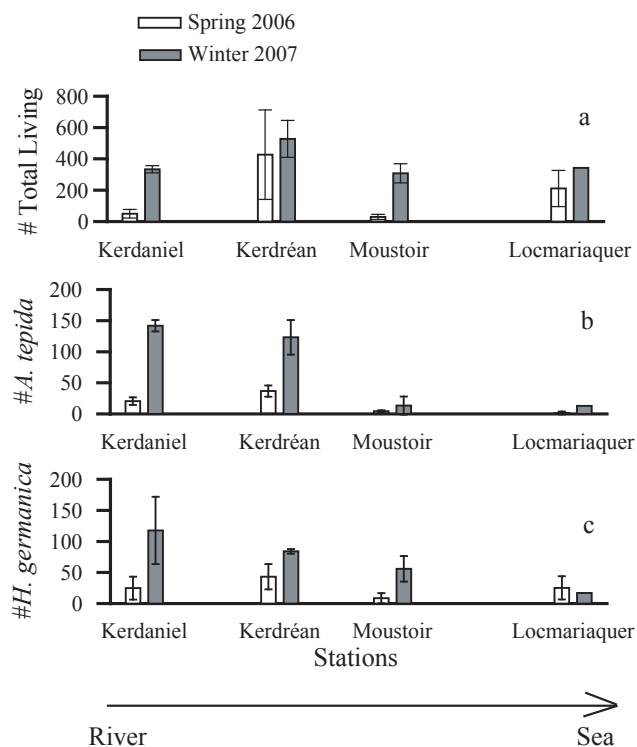 Spring 2006
Winter 2007
# Total Living
800
600
400
200
0
a
Kerdaniel Kerdréan Moustoir Locmariaquer
#A. tepida
200
150
100
50
0
b
Kerdaniel Kerdréan Moustoir Locmariaquer
#H. germanica
200
150
100
50
0
c
Kerdaniel Kerdréan Moustoir Locmariaquer
Stations
River Sea